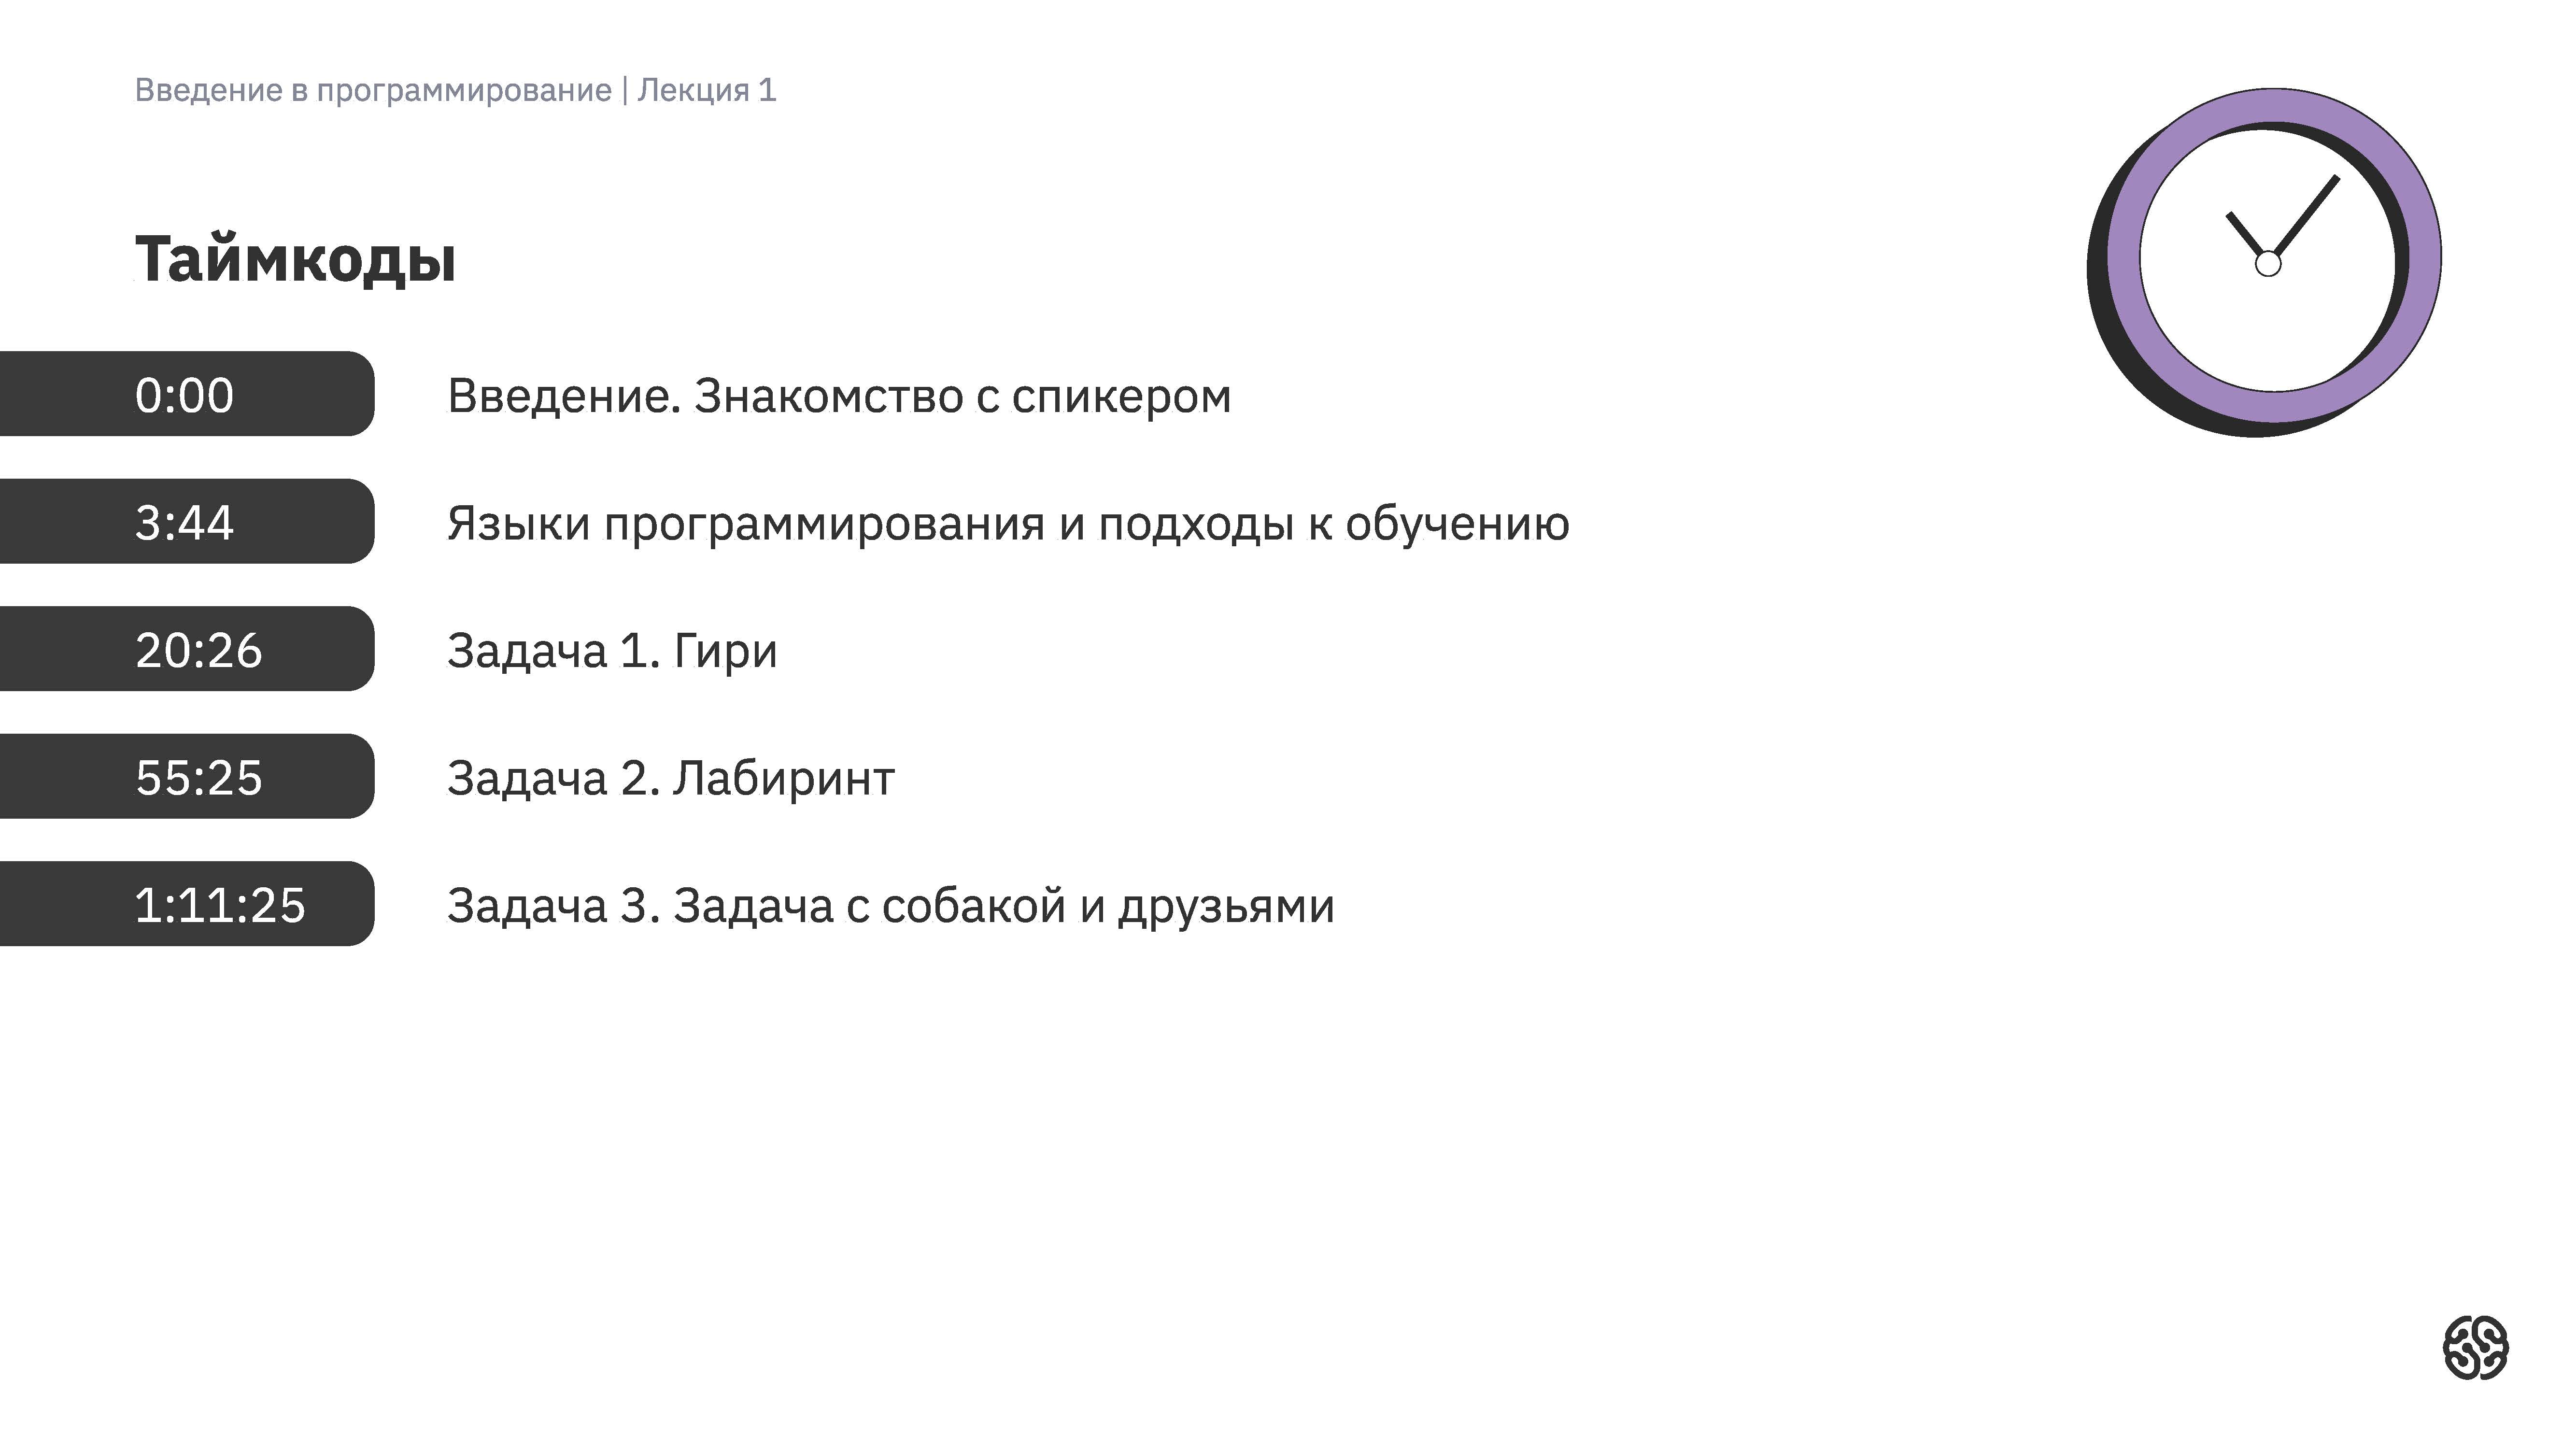 Введение в программирование | Лекция 1
Таймкоды
0:00 Введение. Знакомство с спикером
3:44 Языки программирования и подходы к обучению
20:26 Задача 1. Гири
55:25 Задача 2. Лабиринт
1:11:25 Задача 3. Задача с собакой и друзьями